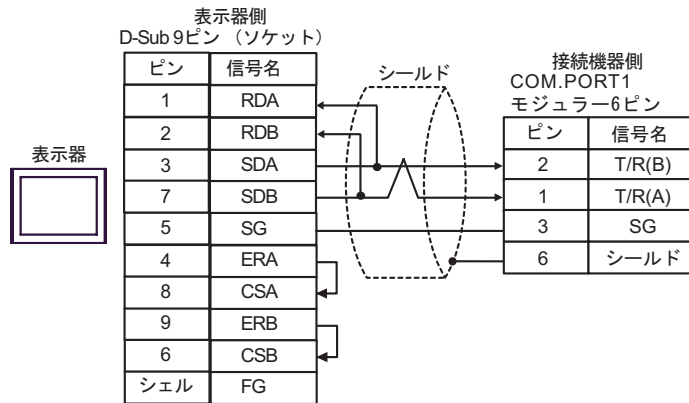 表示器側
D-Sub 9ピン （ソケット）
ピン 信号名
1 RDA
2 RDB
3 SDA
7 SDB
5 SG
4 ERA
8 CSA
9 ERB
6 CSB
シェル FG
表示器
シールド
接続機器側
COM.PORT1
モジュラー6ピン
ピン 信号名
2 T/R(B)
1 T/R(A)
3 SG
6 シールド